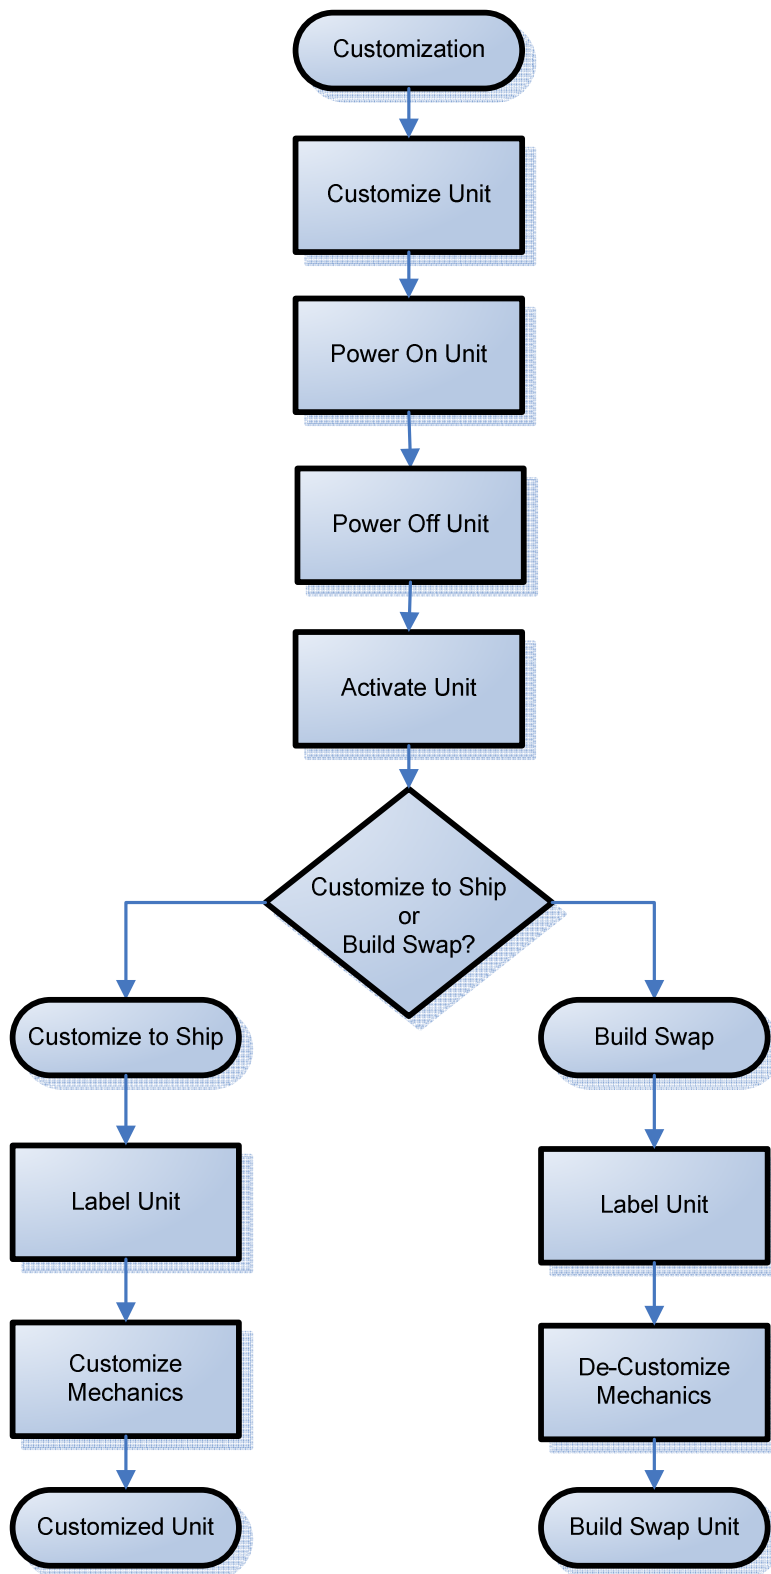 Customization
Customize Unit
Power On Unit
Power Off Unit
Activate Unit
Customize to Ship
or
Build Swap?
Customize to Ship
Build Swap
Label Unit
Label Unit
Customize
Mechanics
De-Customize
Mechanics
Customized Unit
Build Swap Unit